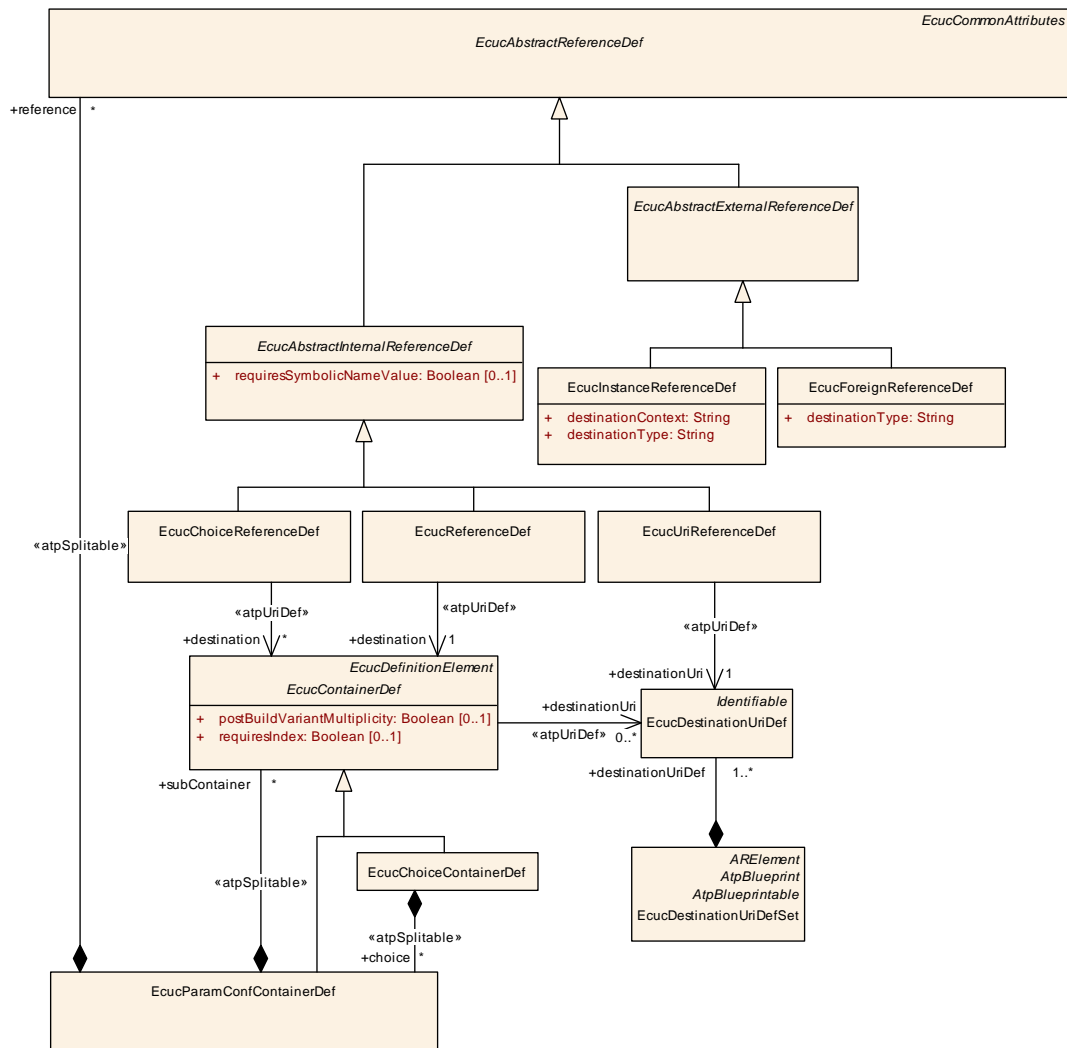 EcucCommonAttributes
EcucAbstractReferenceDef
+reference *
EcucAbstractExternalReferenceDef
EcucAbstractInternalReferenceDef
+ requiresSymbolicNameValue: Boolean [0..1]
EcucInstanceReferenceDef
+ destinationContext: String
+ destinationType: String
EcucForeignReferenceDef
+ destinationType: String
EcucChoiceReferenceDef
EcucReferenceDef
EcucUriReferenceDef
«atpSplitable»
«atpUriDef»
+destination *
«atpUriDef»
+destination 1
«atpUriDef»
+destinationUri 1
EcucDefinitionElement
EcucContainerDef
+ postBuildVariantMultiplicity: Boolean [0..1]
+ requiresIndex: Boolean [0..1]
+destinationUri
«atpUriDef» 0..*
Identifiable
EcucDestinationUriDef
+subContainer *
+destinationUriDef 1..*
«atpSplitable»
EcucChoiceContainerDef
«atpSplitable»
+choice *
ARElement
AtpBlueprint
AtpBlueprintable
EcucDestinationUriDefSet
EcucParamConfContainerDef